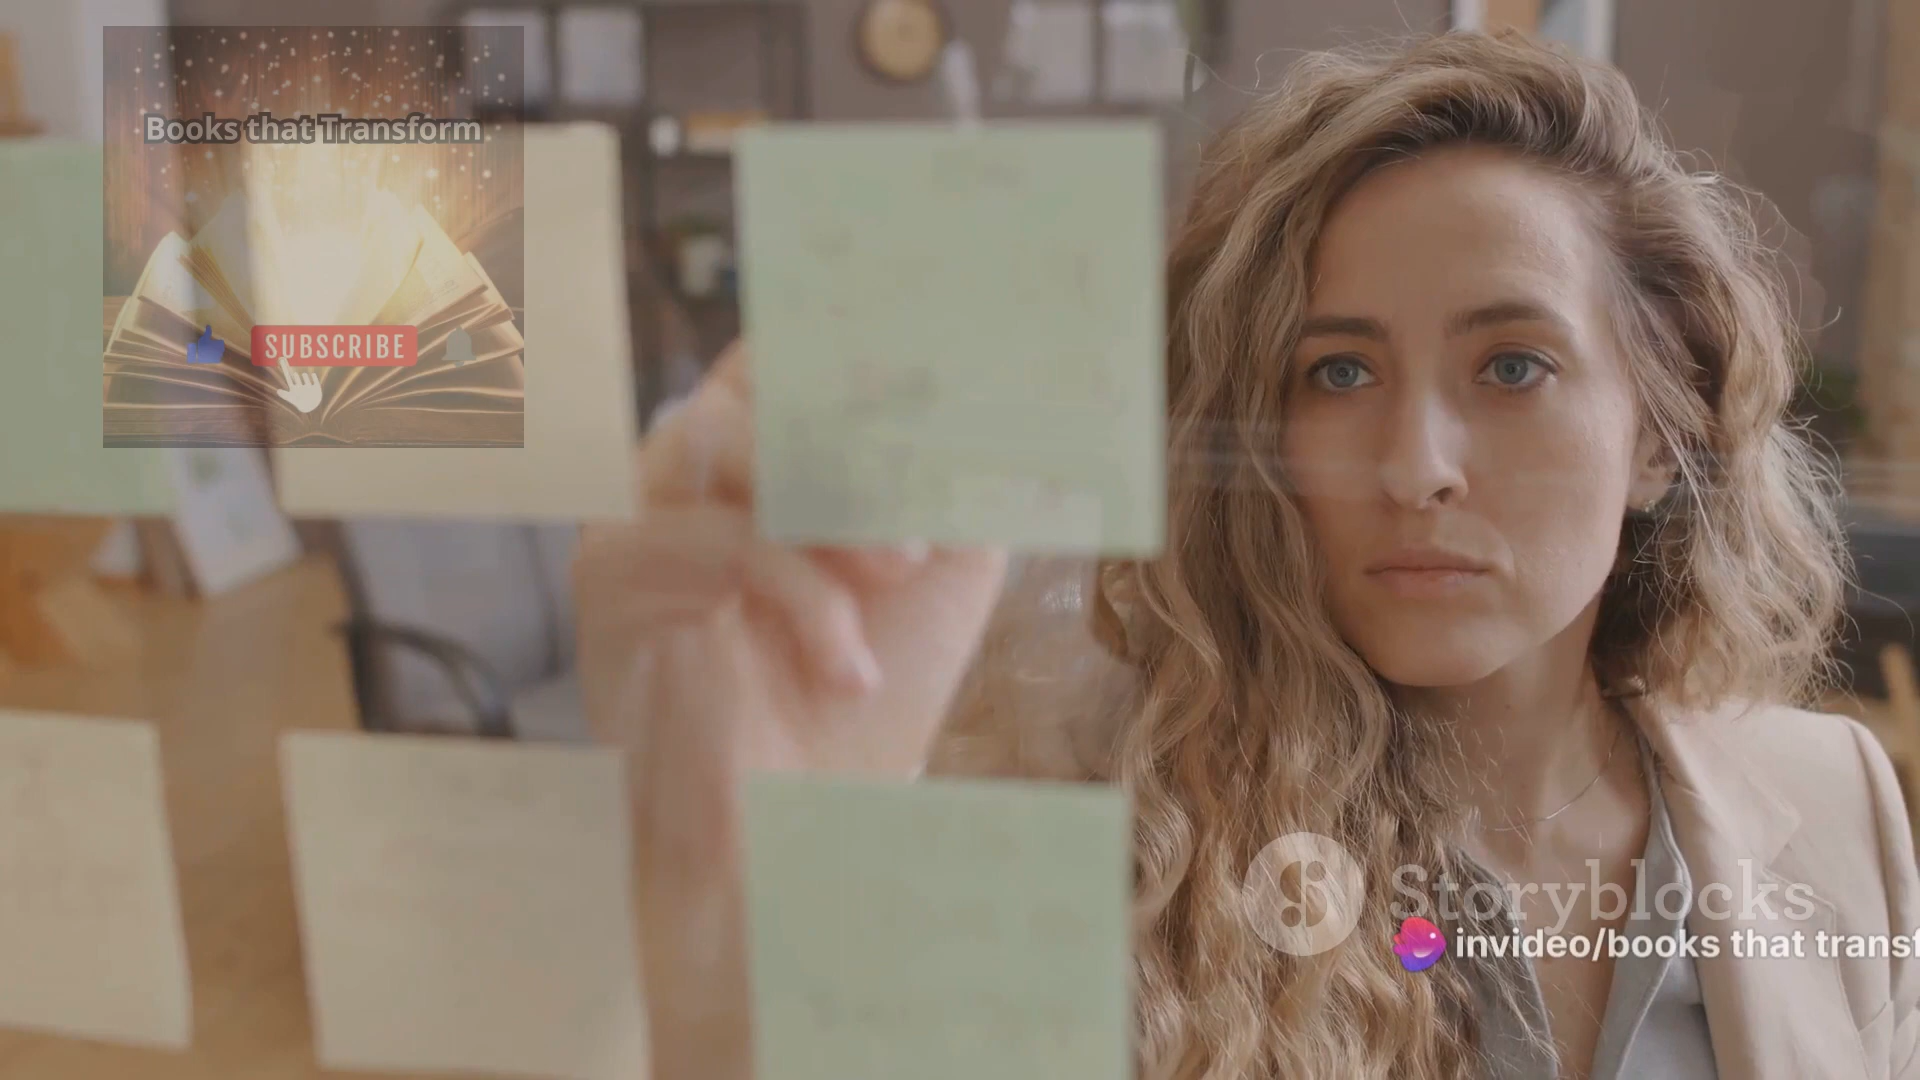 Books that Transform
SUBSCRIBE
Storyblocks
invideo/books that transf